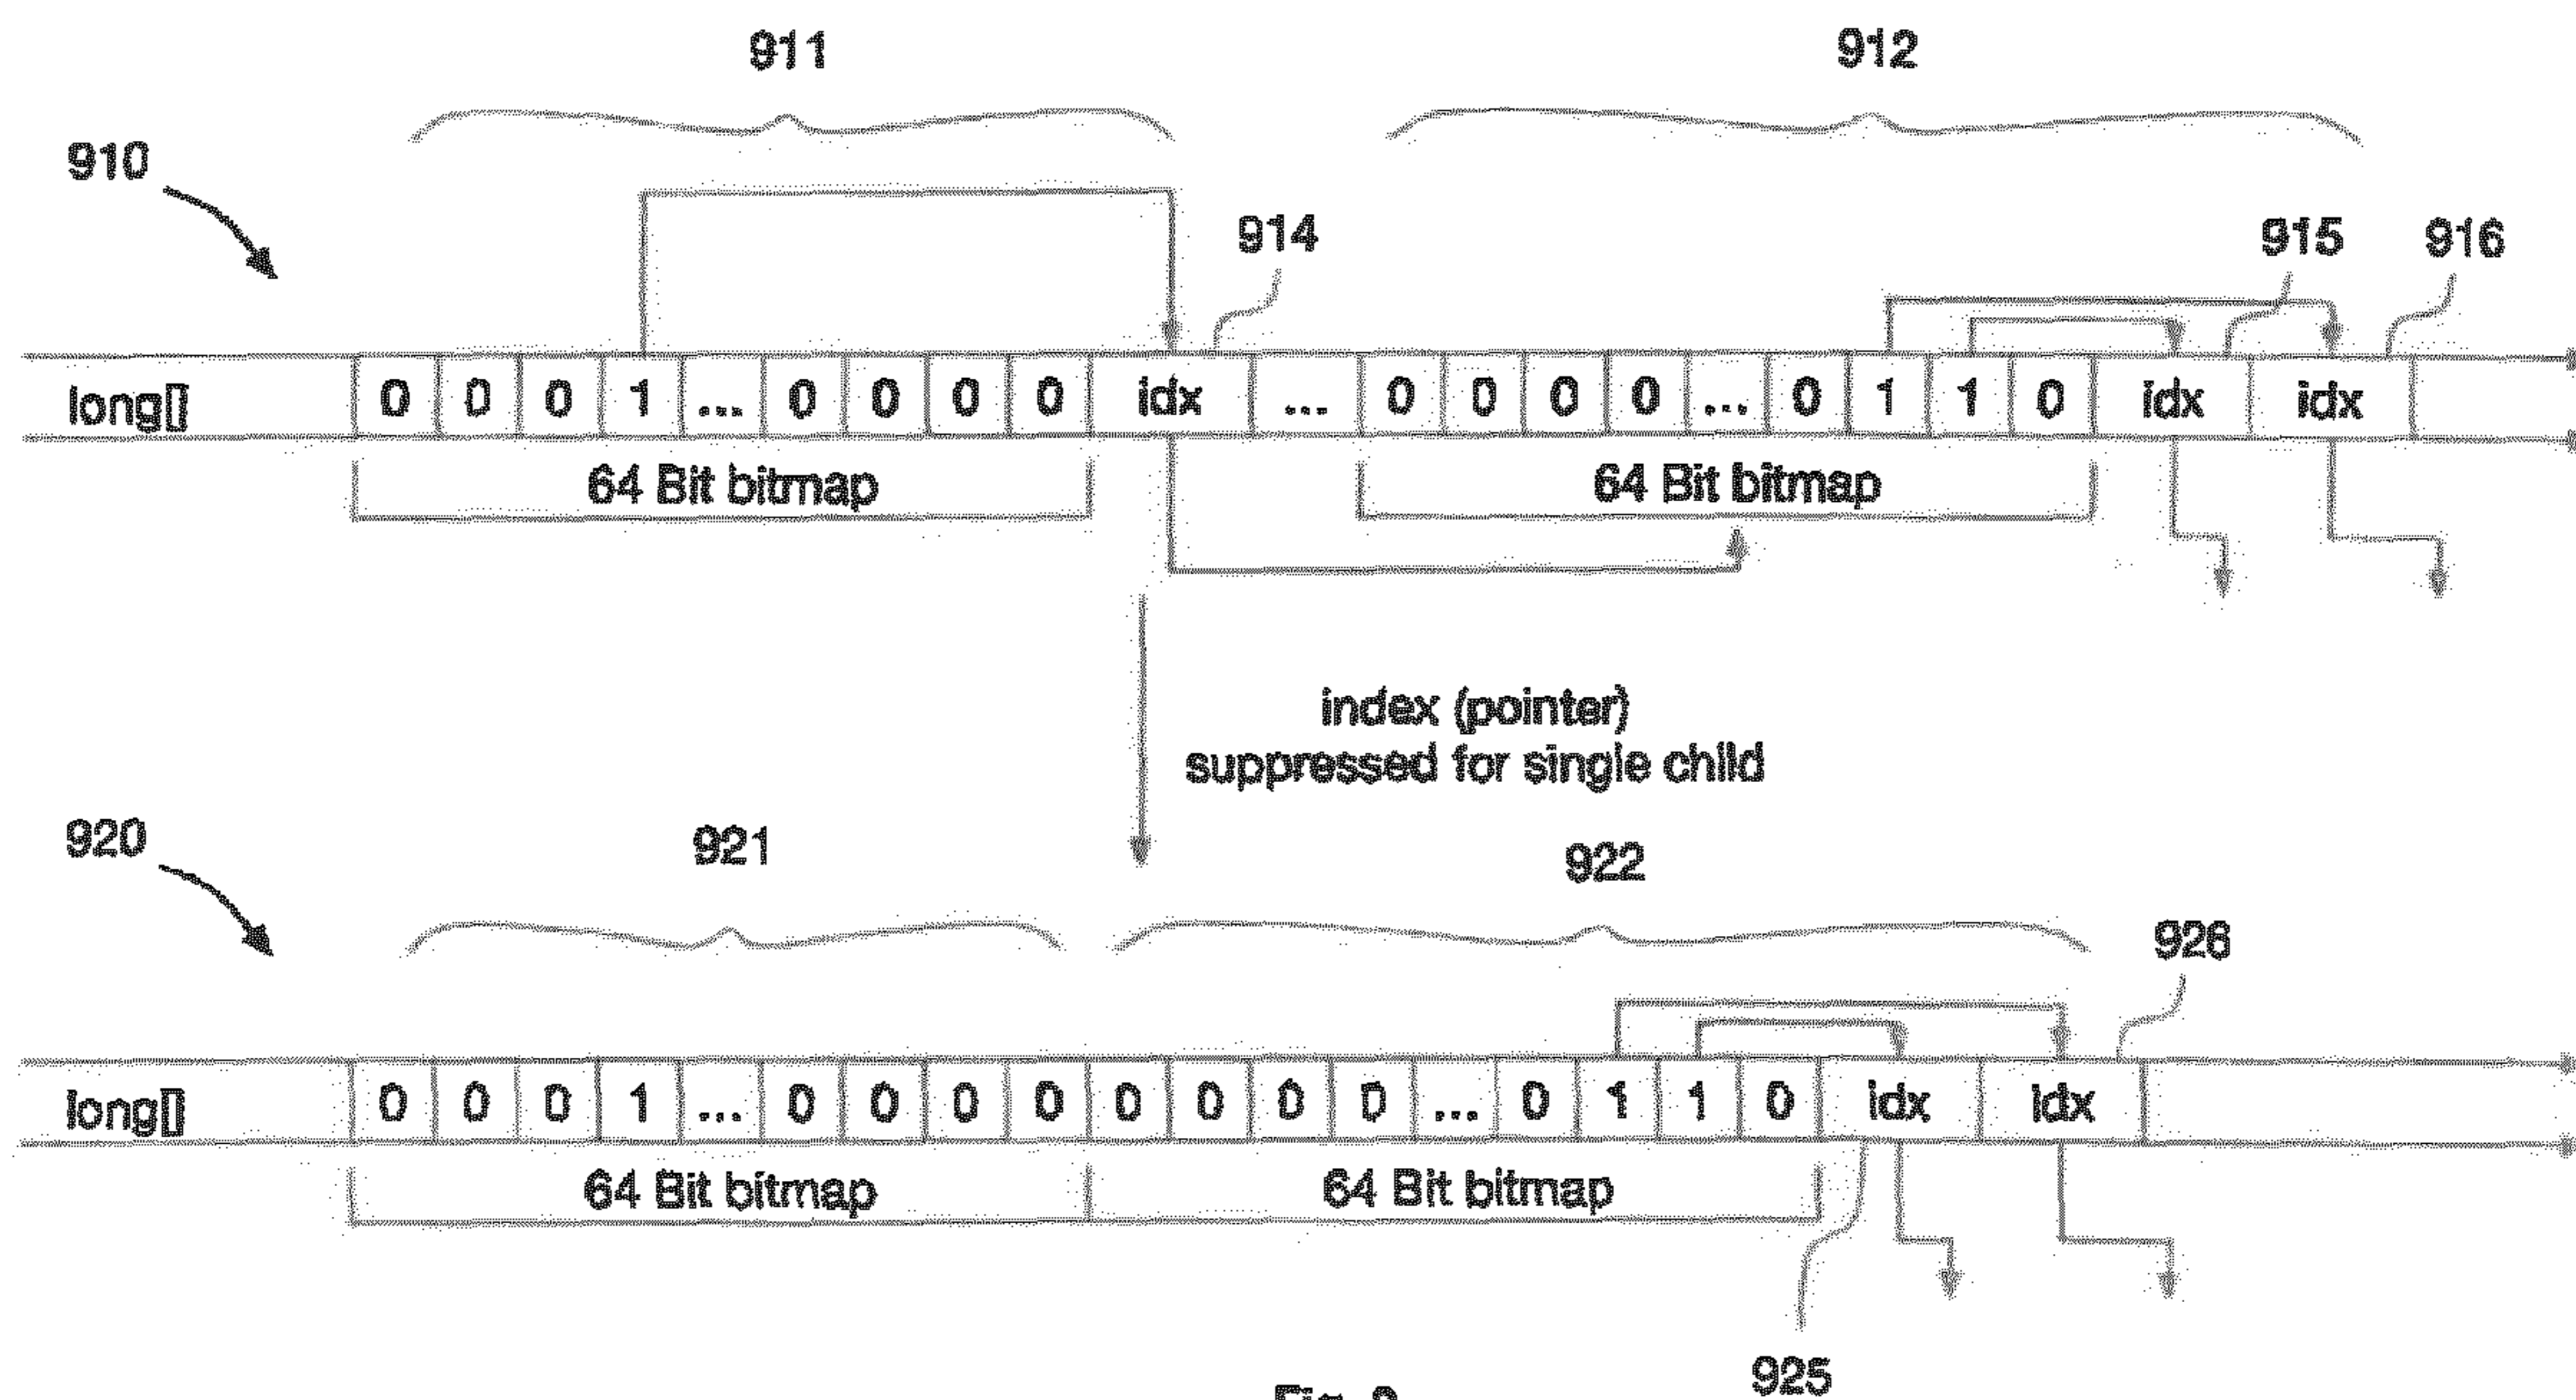 911 912
910
914 915 916
long[] 0 0 0 1 ... 0 0 0 0 idx ... 0 0 0 0 ... 0 1 1 0 idx idx
64 Bit bitmap 64 Bit bitmap
index (pointer)
suppressed for single child
920 921 922
926
long[] 0 0 0 1 ... 0 0 0 0 0 0 0 0 ... 0 1 1 0 idx idx
64 Bit bitmap 64 Bit bitmap
925
Fig.